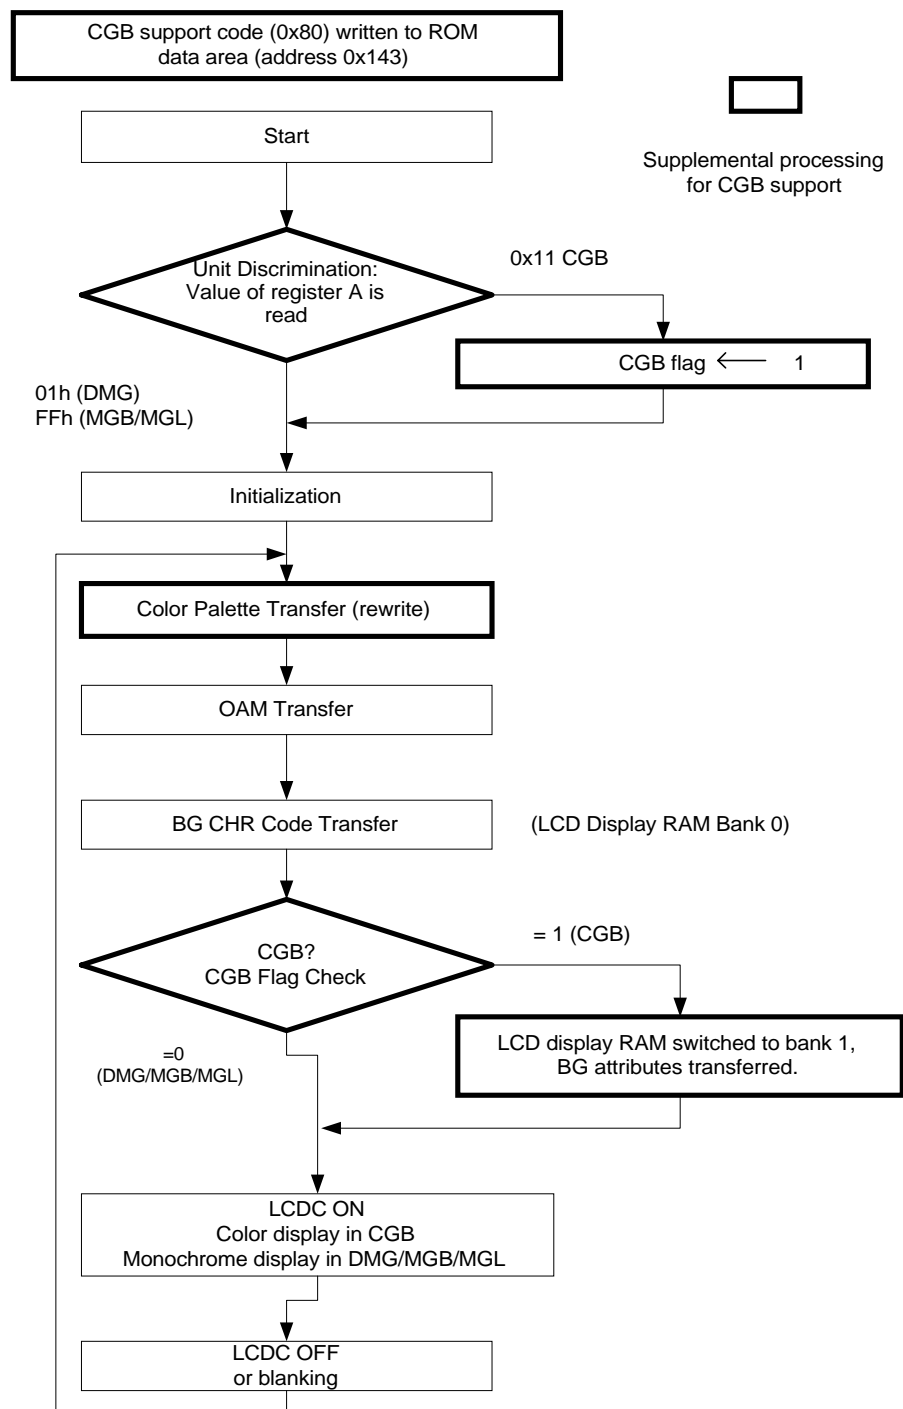 CGB support code (0x80) written to ROM
data area (address 0x143)
Start
Supplemental processing
for CGB support
Unit Discrimination:
Value of register A is
read
0x11 CGB
CGB flag ← 1
01h (DMG)
FFh (MGB/MGL)
Initialization
Color Palette Transfer (rewrite)
OAM Transfer
BG CHR Code Transfer
(LCD Display RAM Bank 0)
CGB?
CGB Flag Check
= 1 (CGB)
LCD display RAM switched to bank 1,
BG attributes transferred.
=0
(DMG/MGB/MGL)
LCDC ON
Color display in CGB
Monochrome display in DMG/MGB/MGL
LCDC OFF
or blanking